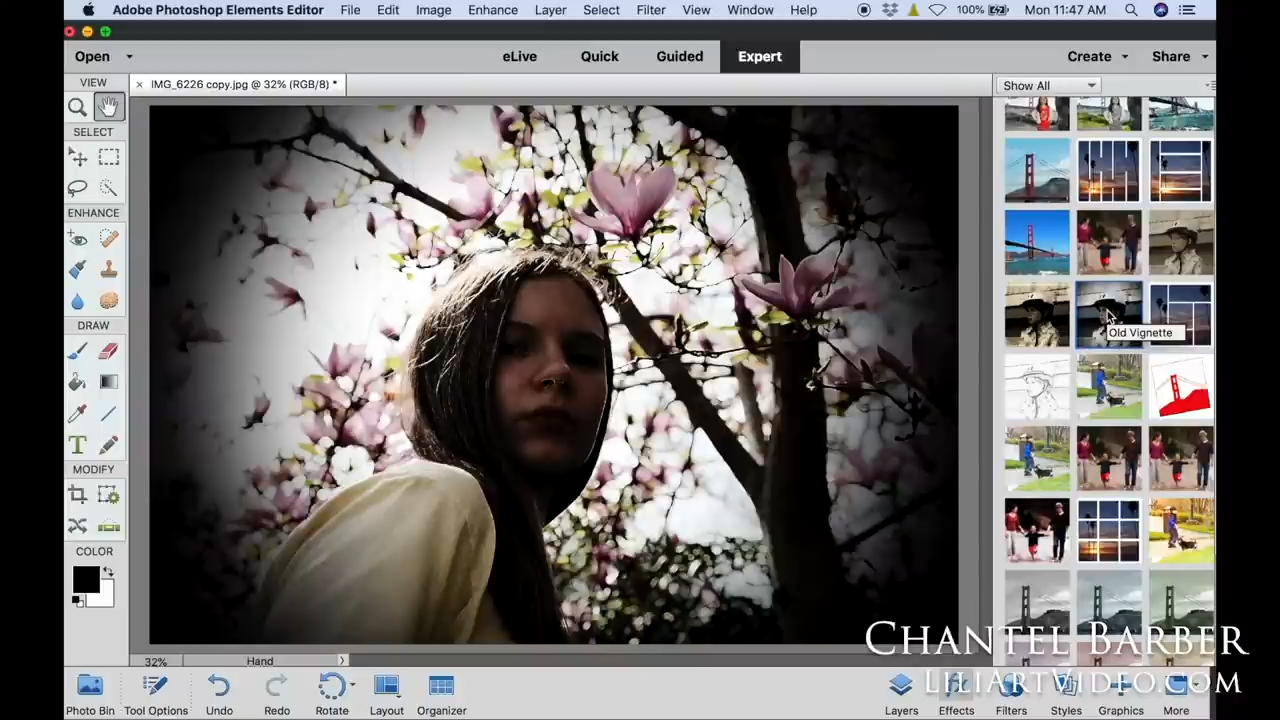 Adobe Photoshop Elements Editor File Edit Image Enhance Layer Select Filter View Window Help 100% Mon 11:47 AM
Open eLive Quick Guided Expert Create Share
VIEW
IMG_6226 copy.jpg @ 32% (RGB/8) *
Show All
SELECT
ENHANCE
Old Vignette
DRAW
T
MODIFY
COLOR
32% Hand
CHANTEL BARBER
LILIARTVIDEO.COM
Photo Bin Tool Options Undo Redo Rotate Layout Organizer Layers Effects Filters Styles Graphics More